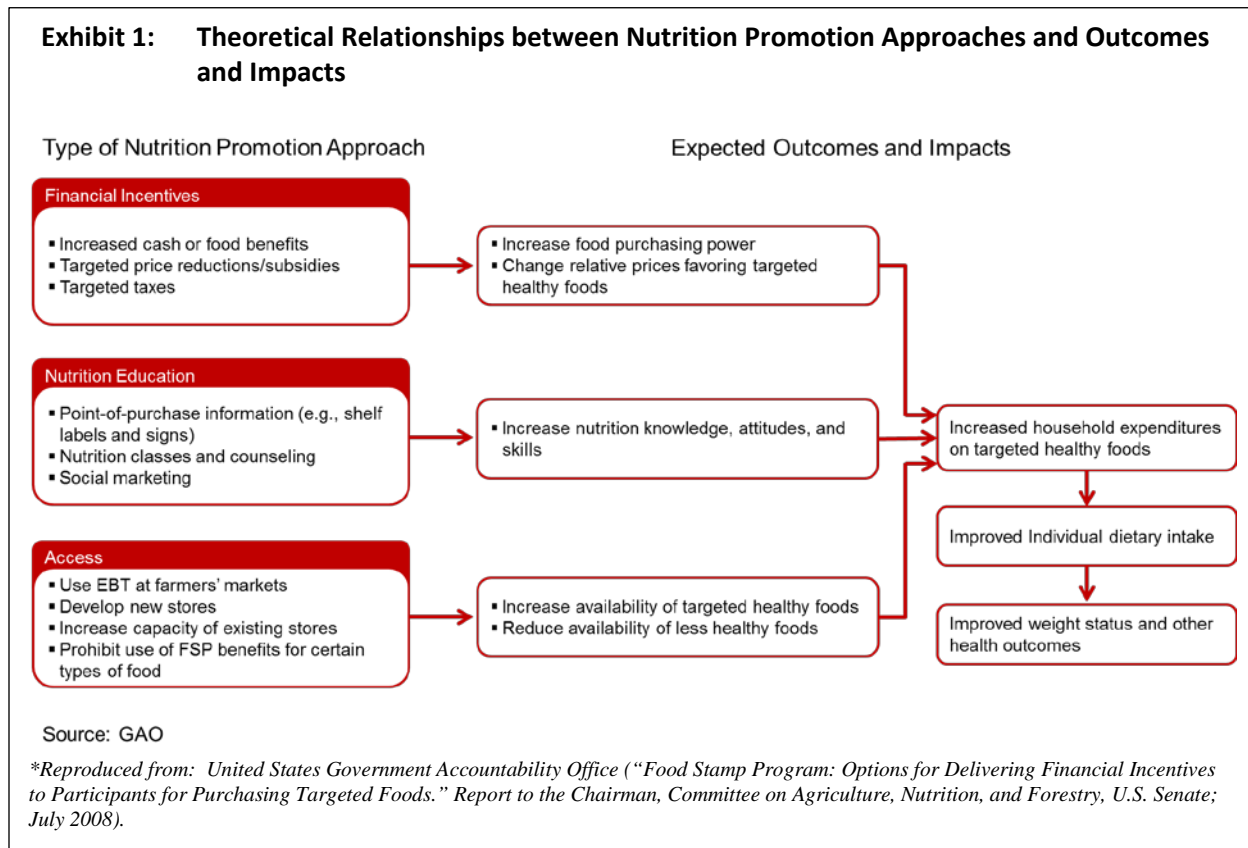 Exhibit 1: Theoretical Relationships between Nutrition Promotion Approaches and Outcomes
and Impacts
Type of Nutrition Promotion Approach
Expected Outcomes and Impacts
Financial Incentives
▪ Increased cash or food benefits
▪ Targeted price reductions/subsidies
▪ Targeted taxes
▪ Increase food purchasing power
▪ Change relative prices favoring targeted
healthy foods
Nutrition Education
▪ Point-of-purchase information (e.g., shelf
labels and signs)
▪ Nutrition classes and counseling
▪ Social marketing
▪ Increase nutrition knowledge, attitudes, and
skills
Increased household expenditures
on targeted healthy foods
Improved Individual dietary intake
Improved weight status and other
health outcomes
Access
▪ Use EBT at farmers' markets
▪ Develop new stores
▪ Increase capacity of existing stores
▪ Prohibit use of FSP benefits for certain
types of food
▪ Increase availability of targeted healthy foods
▪ Reduce availability of less healthy foods
Source: GAO
*Reproduced from: United States Government Accountability Office ("Food Stamp Program: Options for Delivering Financial Incentives
to Participants for Purchasing Targeted Foods." Report to the Chairman, Committee on Agriculture, Nutrition, and Forestry, U.S. Senate;
July 2008).